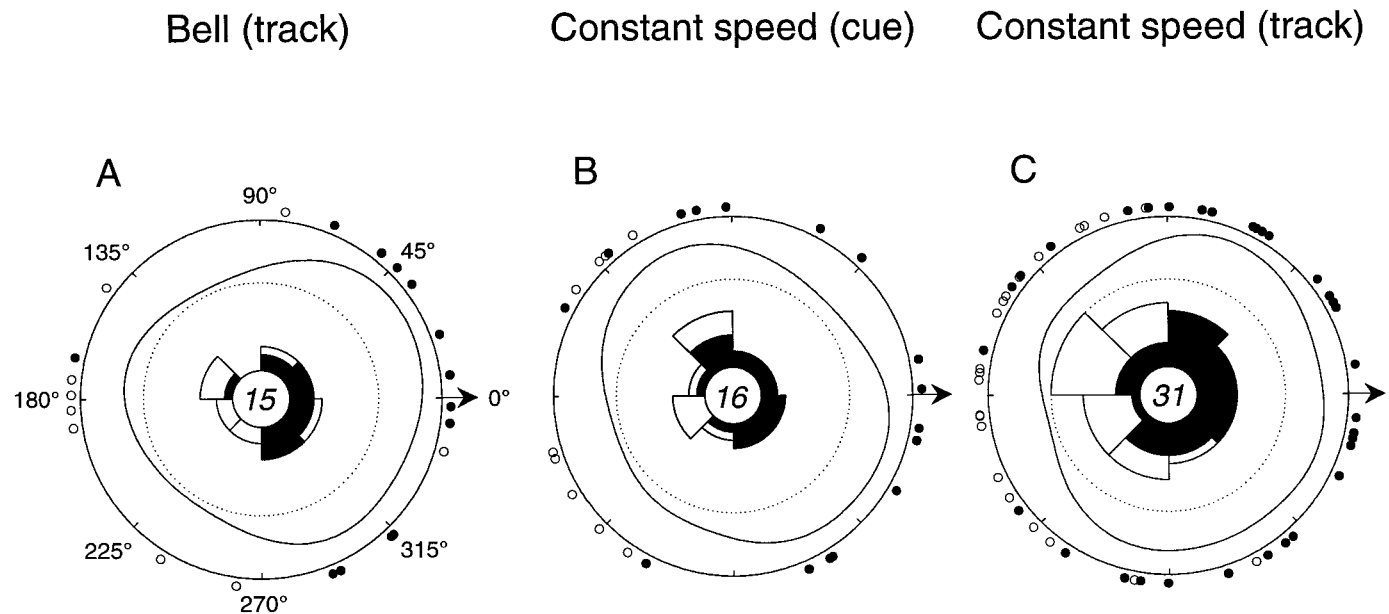 Bell (track)
Constant speed (cue)
Constant speed (track)
A
B
C
90°
135°
45°
180°
15
0°
16
31
225°
315°
270°